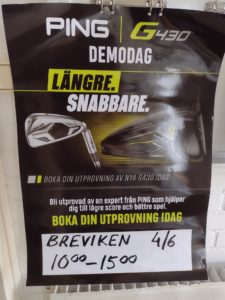 PING G430
DEMODAG
LÄNGRE.
SNABBARE.
BOKA DIN UTPROVNING AV NYA G430 IDAG
Bli utprovad av en expert från PING som hjälper
dig till lägre score och bättre spel.
BOKA DIN UTPROVNING IDAG
BREVIKEN 4/6
10⁰⁰-15⁰⁰